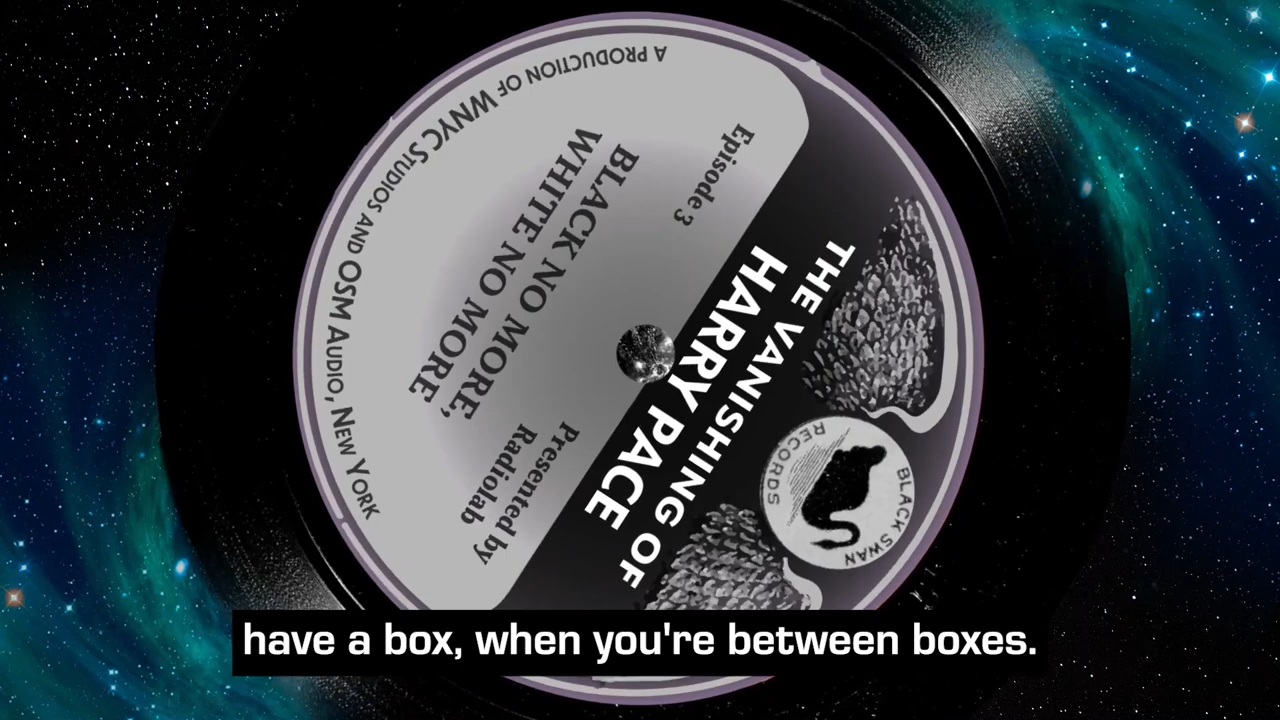 THE VANISHING OF
HARRY PACE
BLACK SWAN
RECORDS
Episode 3
BLACK NO MORE,
WHITE NO MORE
Presented by
Radiolab
A PRODUCTION OF WNYC STUDIOS AND OSM AUDIO, NEW YORK
have a box, when you're between boxes.